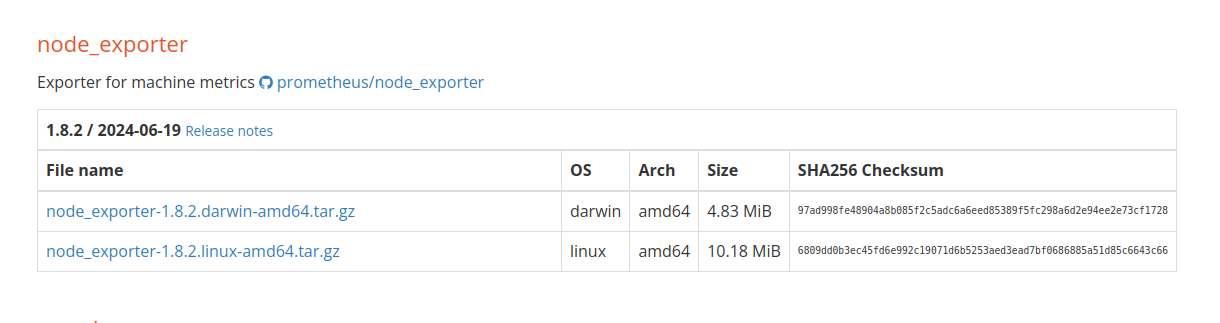 node_exporter
Exporter for machine metrics prometheus/node_exporter
1.8.2 / 2024-06-19 Release notes
File name OS Arch Size SHA256 Checksum
node_exporter-1.8.2.darwin-amd64.tar.gz darwin amd64 4.83 MiB 97ad998fe48904a8b085f2c5adc6a6eed85389f5fc298a6d2e94ee2e73cf1728
node_exporter-1.8.2.linux-amd64.tar.gz linux amd64 10.18 MiB 6809dd0b3ec45fd6e992c19071d6b5253aed3ead7bf0686885a51d85c6643c66